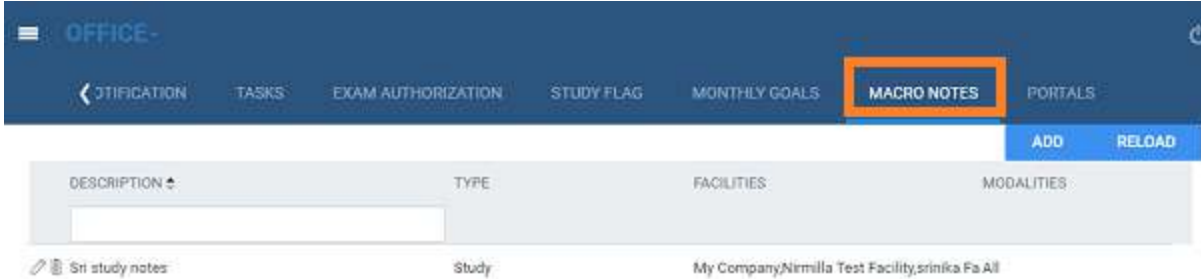 OFFICE-
OTIFICATION TASKS EXAM AUTHORIZATION STUDY FLAG MONTHLY GOALS MACRO NOTES PORTALS
ADD RELOAD
DESCRIPTION TYPE FACILITIES MODALITIES
Sri study notes Study My Company,Nirmilla Test Facility,srinika Fa All